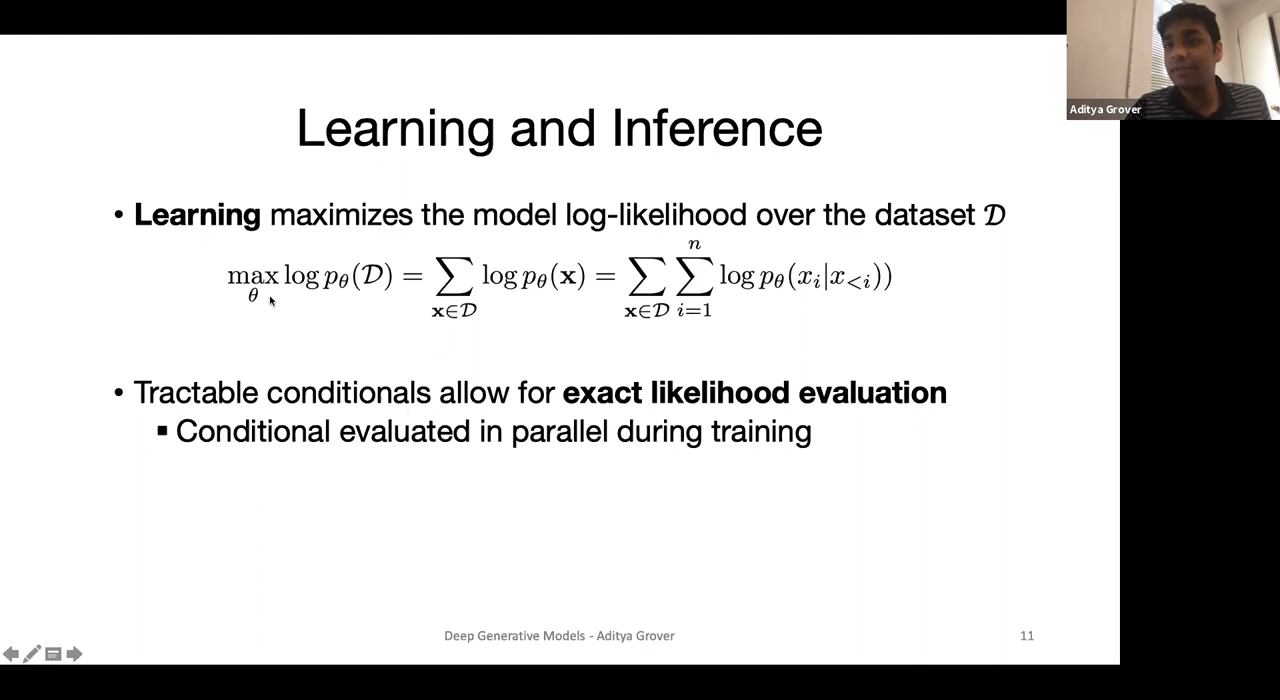 Aditya Grover
Learning and Inference
• Learning maximizes the model log-likelihood over the dataset 𝒟
max_θ log p_θ(𝒟) = ∑_{x∈𝒟} log p_θ(x) = ∑_{x∈𝒟} ∑_{i=1}^{n} log p_θ(x_i|x_{<i}))
• Tractable conditionals allow for exact likelihood evaluation
▪ Conditional evaluated in parallel during training
Deep Generative Models - Aditya Grover
11